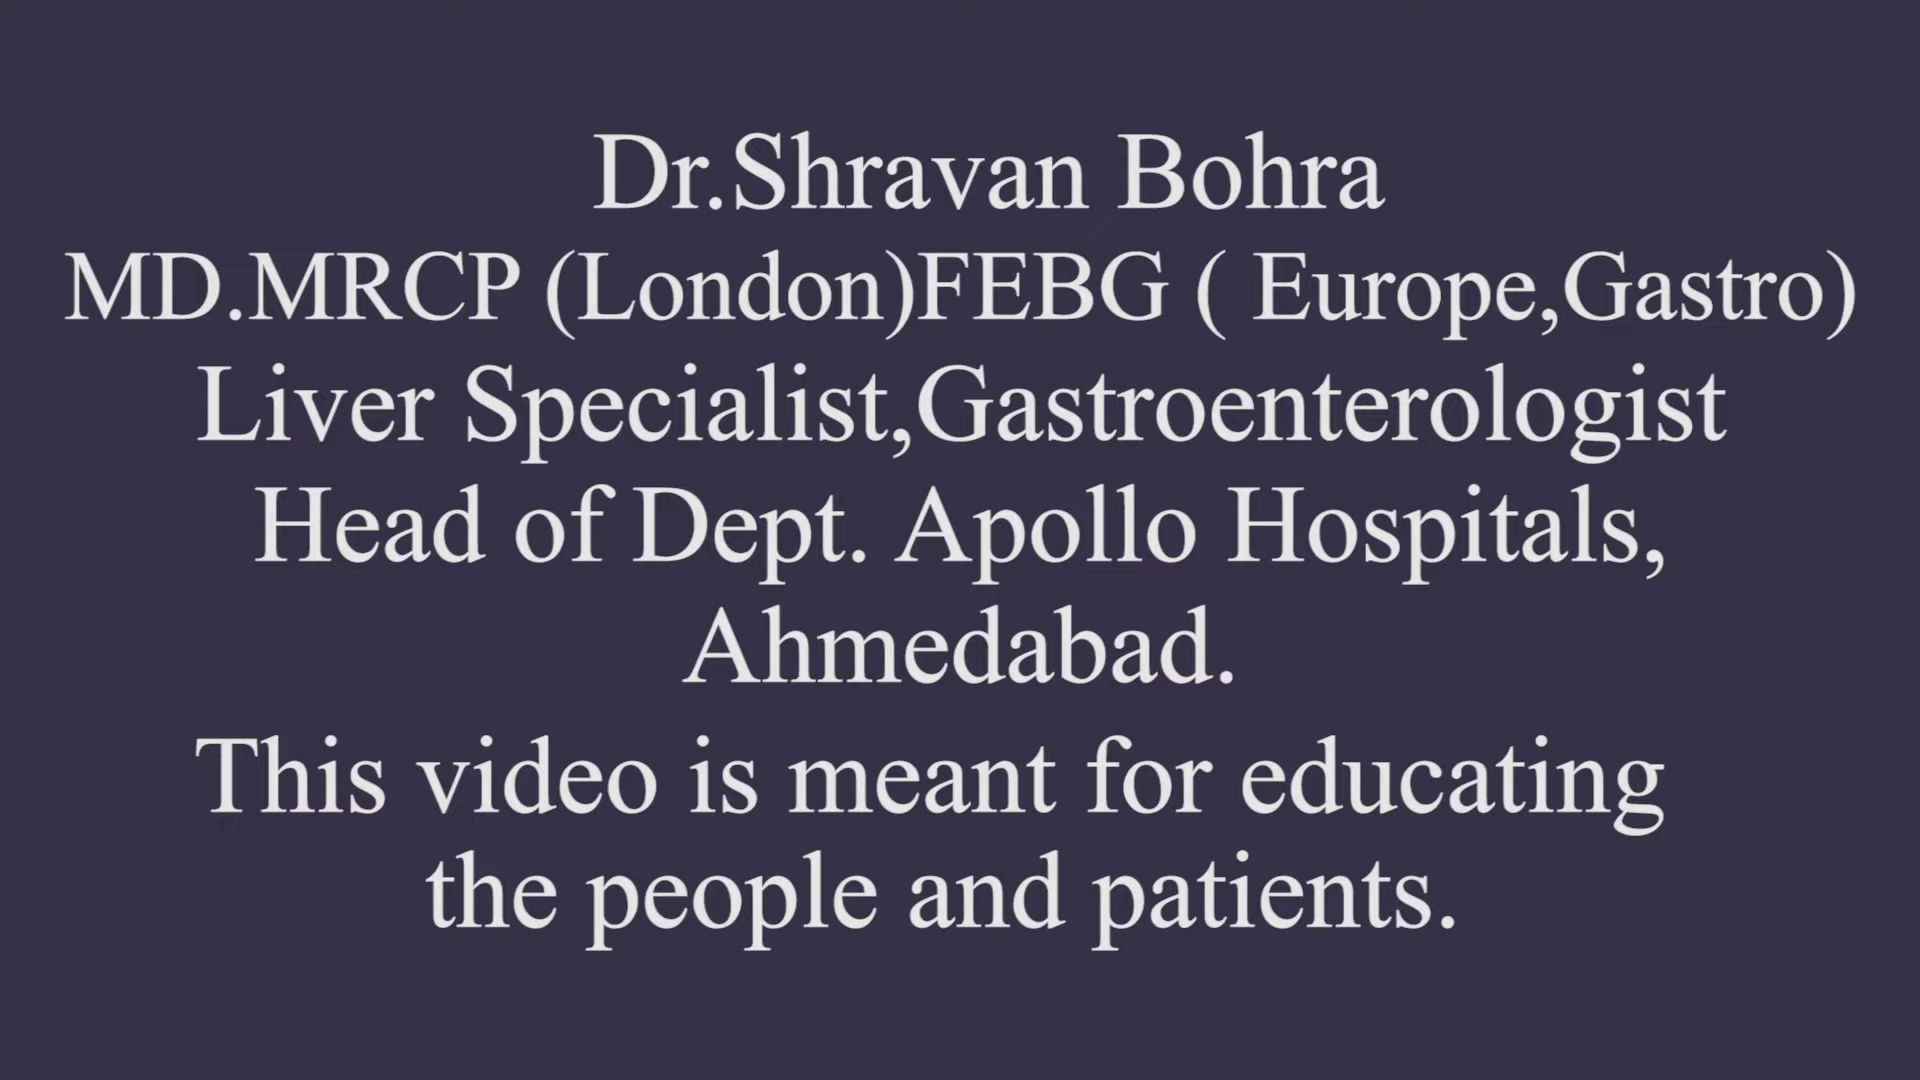 Dr.Shravan Bohra
MD.MRCP (London)FEBG ( Europe,Gastro)
Liver Specialist,Gastroenterologist
Head of Dept. Apollo Hospitals,
Ahmedabad.
This video is meant for educating
the people and patients.